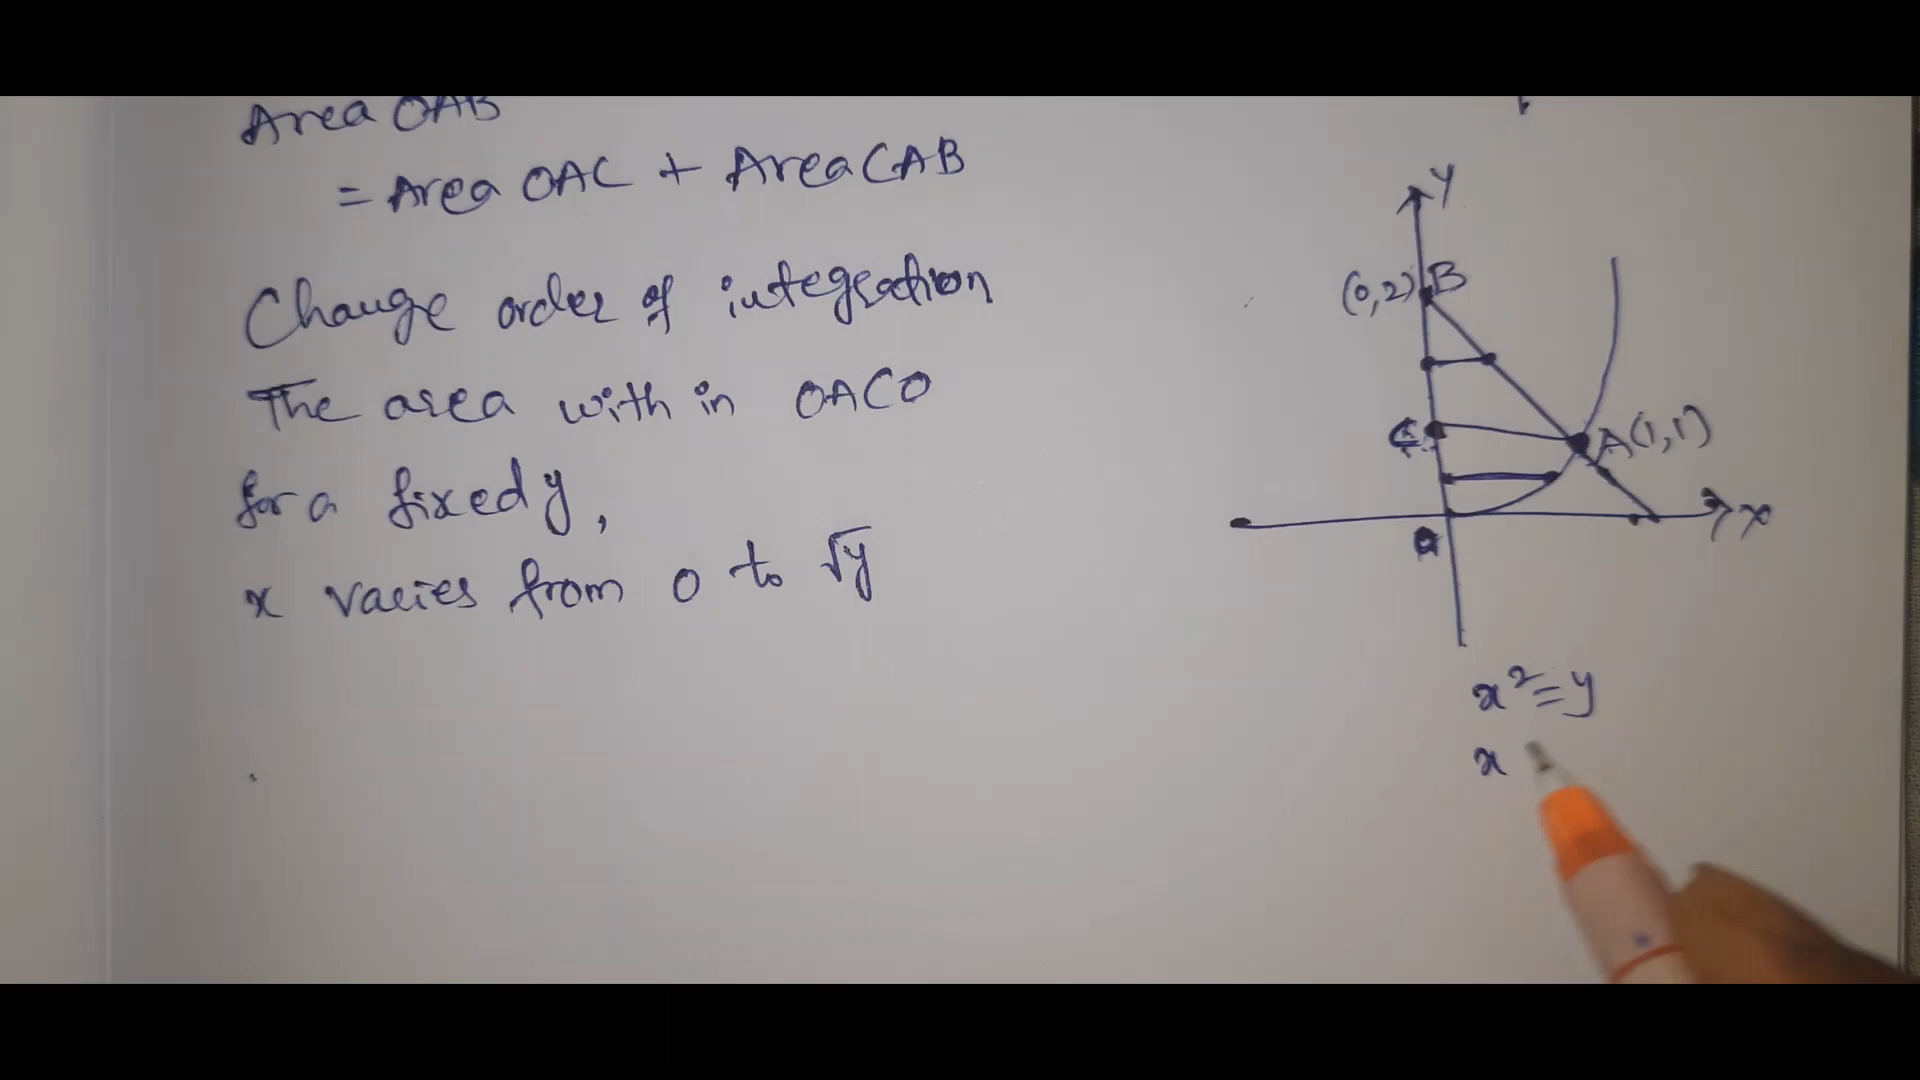 Area OAB
= Area OAC + Area CAB
Change order of integration
The area with in OACO
for a fixed y,
x varies from 0 to √y
Y
(0,2) B
C
A(1,1)
x
x² = y
x